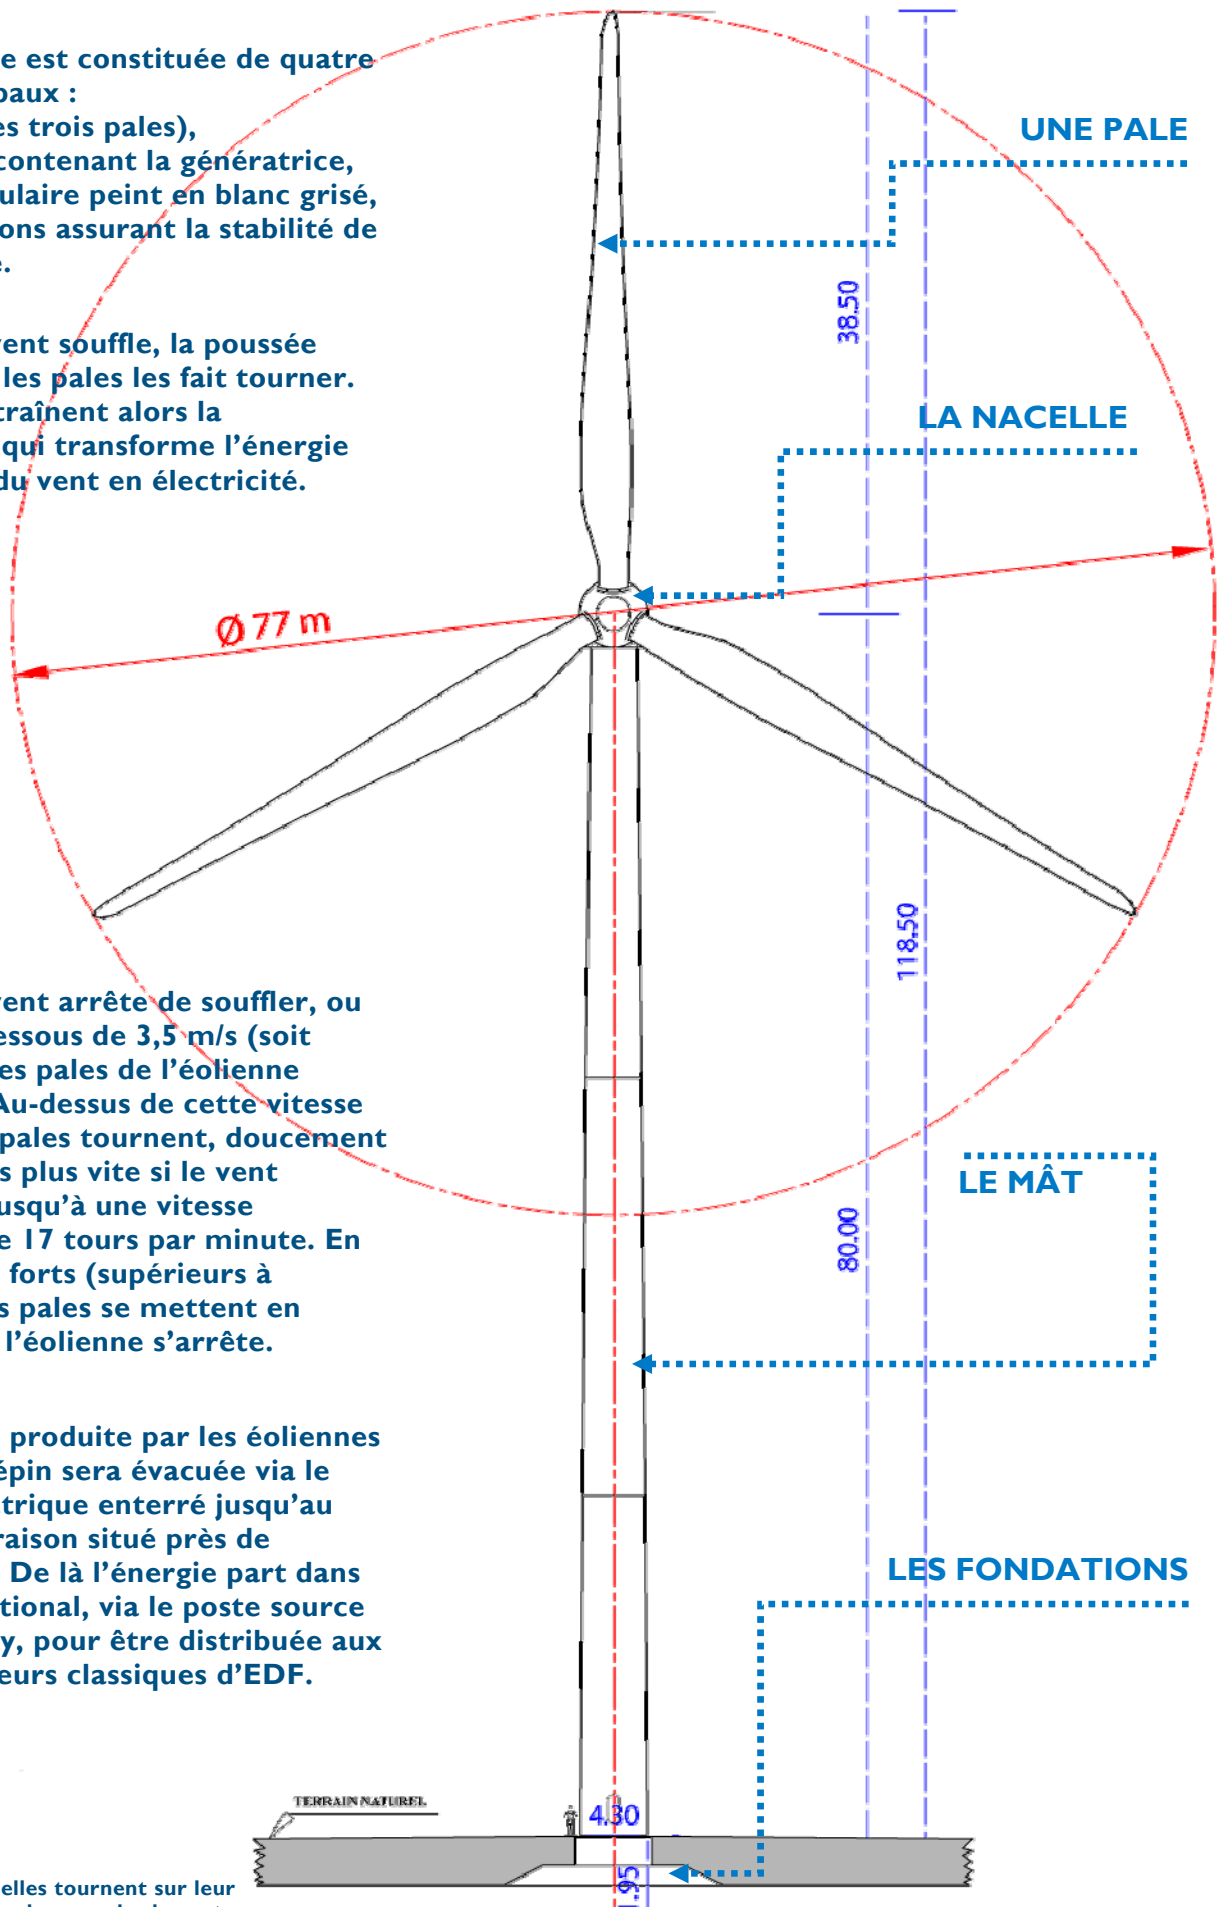 e est constituée de quatre
paux :
es trois pales),
contenant la génératrice,
ulaire peint en blanc grisé,
ons assurant la stabilité de
e.
vent souffle, la poussée
les pales les fait tourner.
traînent alors la
qui transforme l’énergie
du vent en électricité.
UNE PALE
38.50
LA NACELLE
Ø 77 m
118.50
vent arrête de souffler, ou
essous de 3,5 m/s (soit
es pales de l’éolienne
Au-dessus de cette vitesse
pales tournent, doucement
s plus vite si le vent
usqu’à une vitesse
e 17 tours par minute. En
forts (supérieurs à
s pales se mettent en
l’éolienne s’arrête.
LE MÂT
80.00
produite par les éoliennes
épin sera évacuée via le
ctrique enterré jusqu’au
raison situé près de
De là l’énergie part dans
tional, via le poste source
y, pour être distribuée aux
teurs classiques d’EDF.
LES FONDATIONS
TERRAIN NATUREL
4.30
1.95
elles tournent sur leur